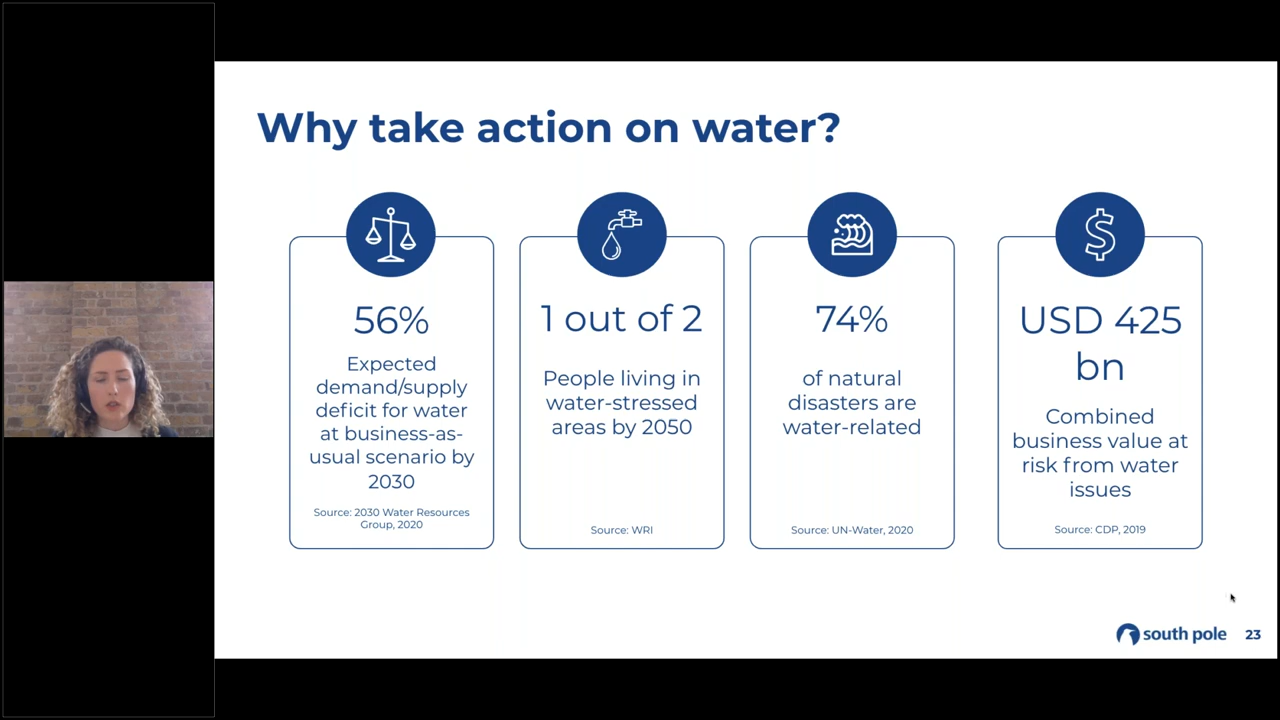 Why take action on water?
56%
Expected
demand/supply
deficit for water
at business-as-
usual scenario by
2030
Source: 2030 Water Resources
Group, 2020
1 out of 2
People living in
water-stressed
areas by 2050
Source: WRI
74%
of natural
disasters are
water-related
Source: UN-Water, 2020
$
USD 425
bn
Combined
business value at
risk from water
issues
Source: CDP, 2019
south pole
23